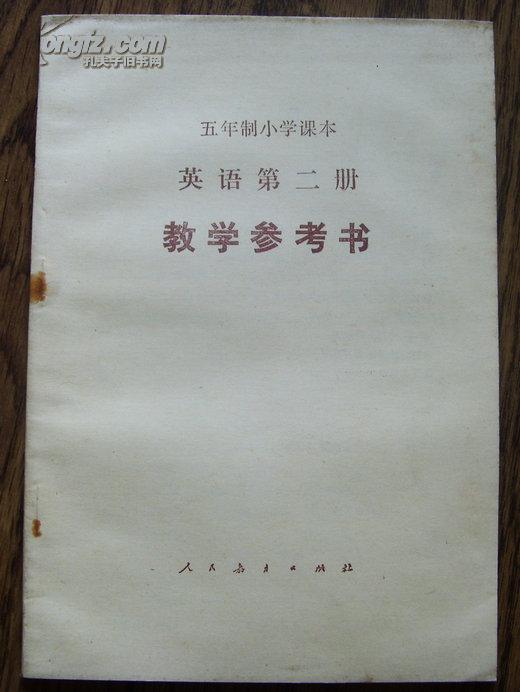 ongiz.com
孔夫子旧书网
五年制小学课本
英语第二册
教学参考书
人民教育出版社